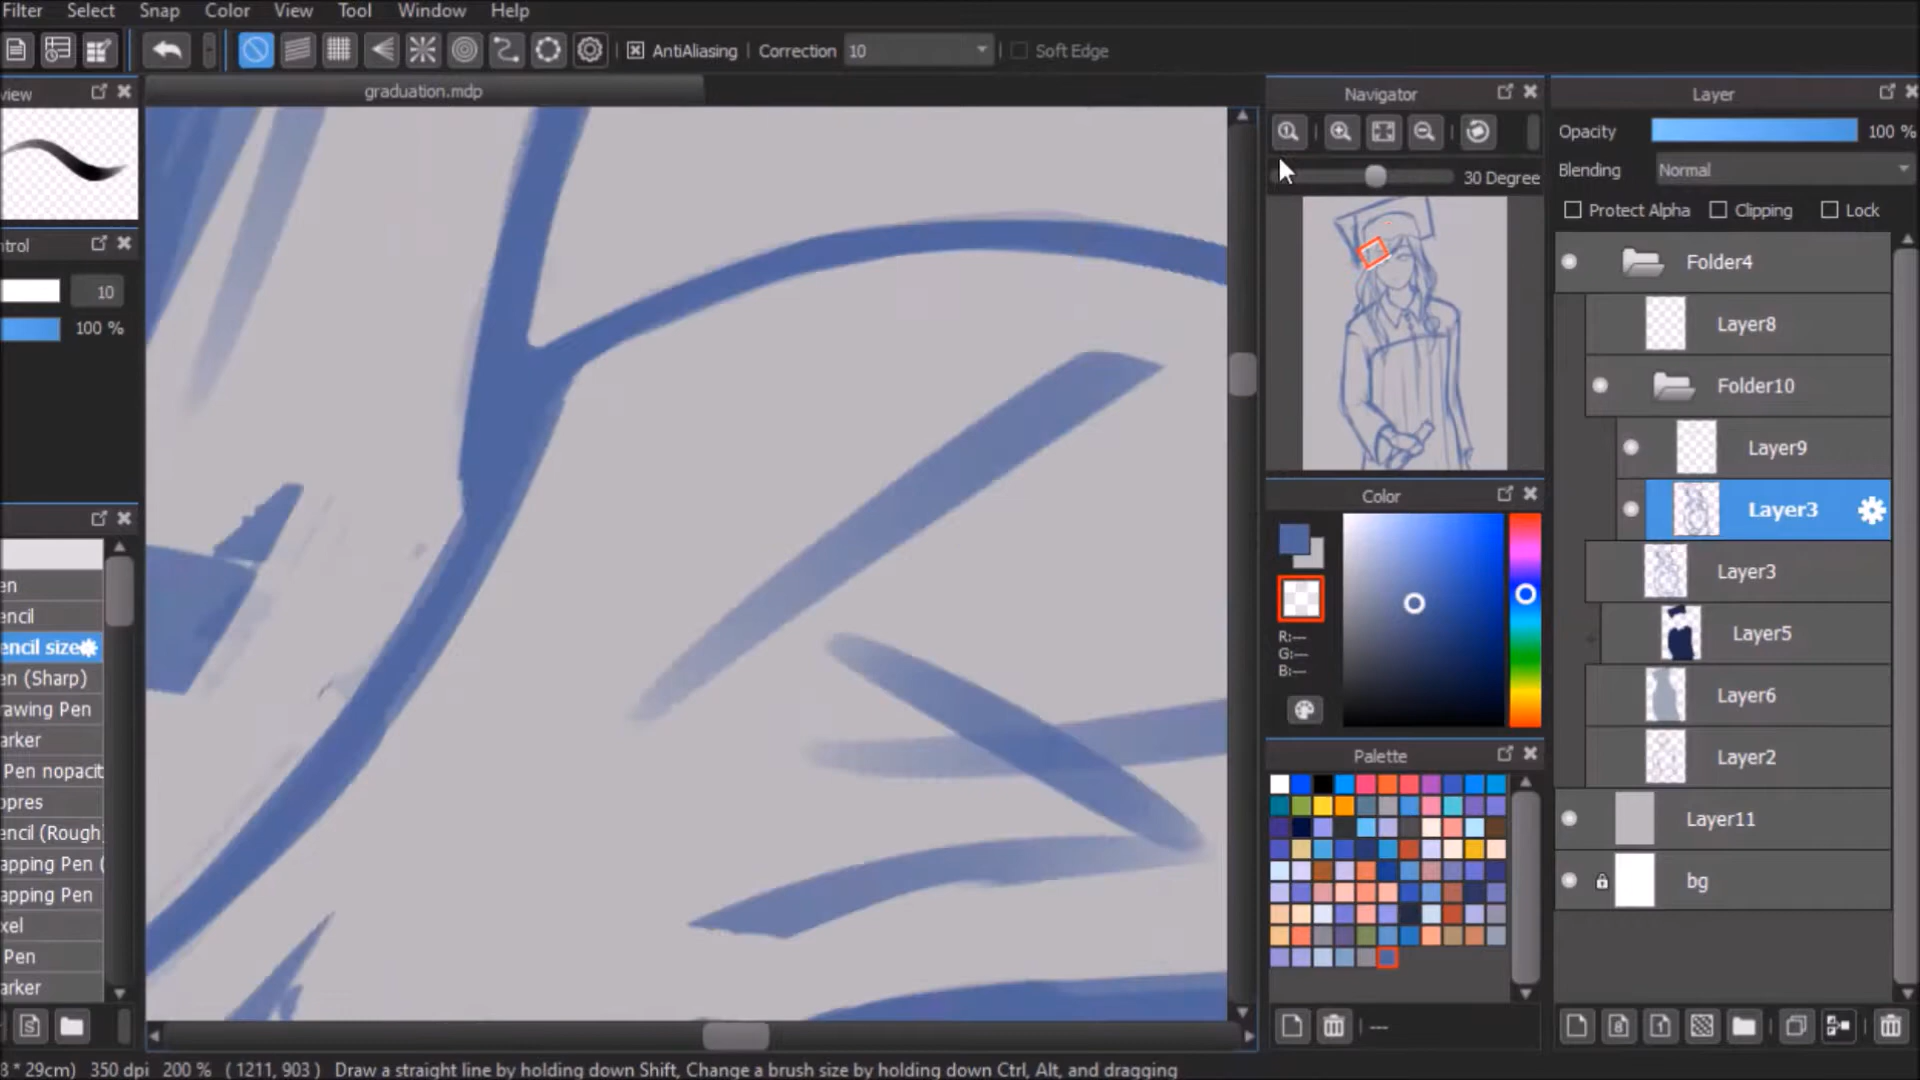 Filter Select Snap Color View Tool Window Help
AntiAliasing Correction 10 Soft Edge
view
graduation.mdp
Navigator
Layer
Opacity 100 %
Blending Normal
30 Degree
Protect Alpha Clipping Lock
ntrol
10
100 %
Folder4
Layer8
Folder10
Layer9
Layer3
Layer3
Layer5
Layer6
Layer2
Layer11
bg
Color
R:---
G:---
B:---
Palette
---
en
encil
encil size
en (Sharp)
rawing Pen
arker
Pen nopacit
opres
encil (Rough)
apping Pen (
apping Pen
xel
Pen
arker
8 * 29cm) 350 dpi 200 % ( 1211, 903 ) Draw a straight line by holding down Shift, Change a brush size by holding down Ctrl, Alt, and dragging